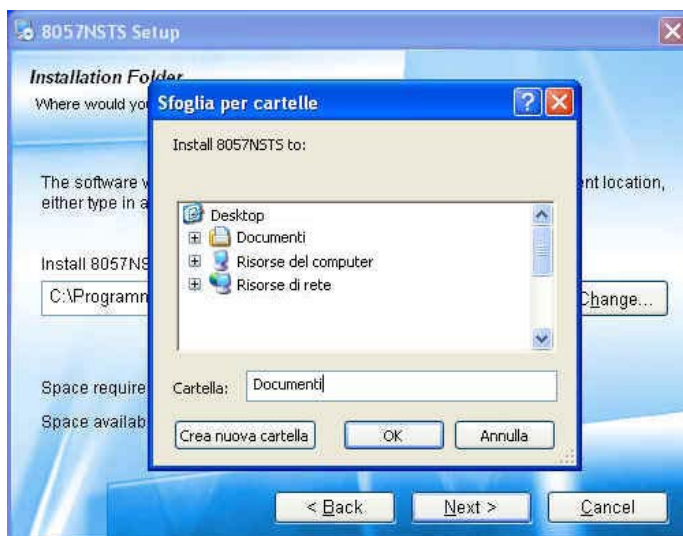 8057NSTS Setup
Installation Folder
Where would yo
Sfoglia per cartelle
Install 8057NSTS to:
The software
nt location,
either type in a
Desktop
Documenti
Risorse del computer
Risorse di rete
Install 8057NS
C:\Programm
Change...
Cartella: Documenti
Space require
Space availab
Crea nuova cartella OK Annulla
< Back Next > Cancel